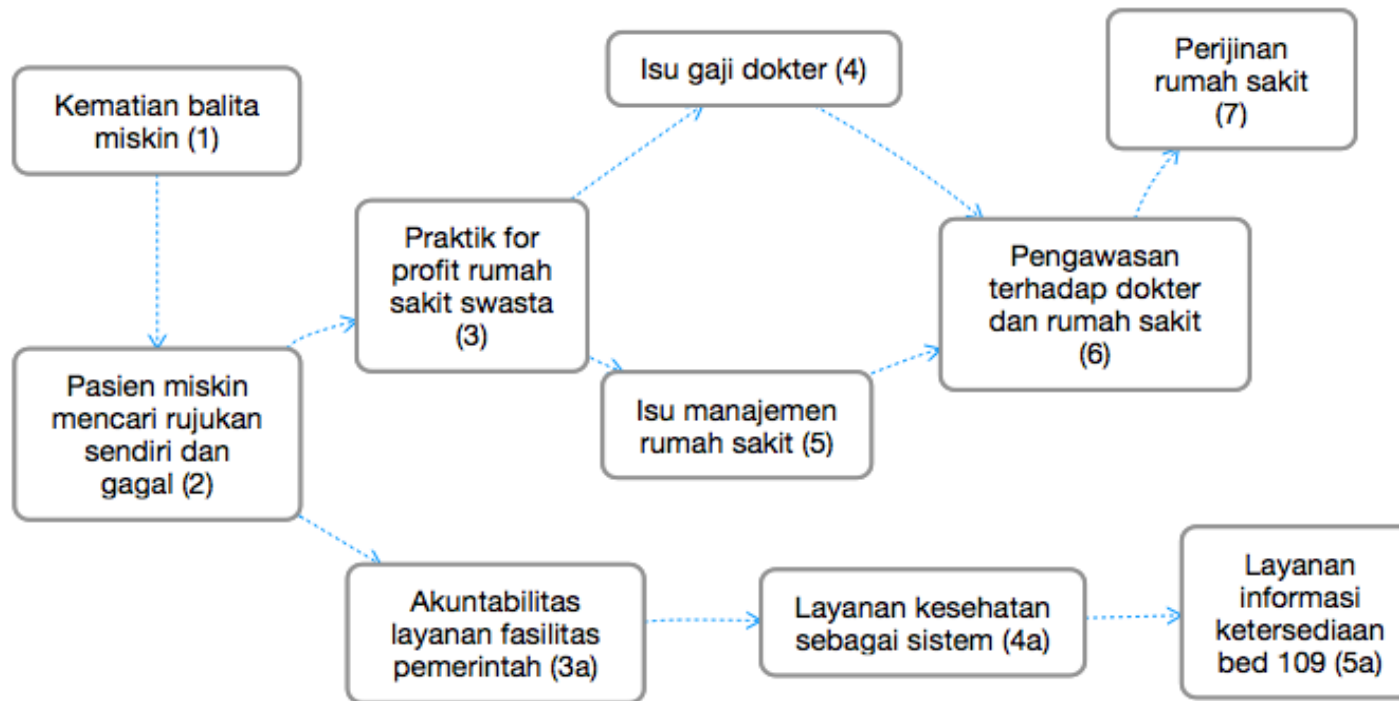 Kematian balita
miskin (1)
Pasien miskin
mencari rujukan
sendiri dan
gagal (2)
Praktik for
profit rumah
sakit swasta
(3)
Isu gaji dokter (4)
Isu manajemen
rumah sakit (5)
Pengawasan
terhadap dokter
dan rumah sakit
(6)
Perijinan
rumah sakit
(7)
Akuntabilitas
layanan fasilitas
pemerintah (3a)
Layanan kesehatan
sebagai sistem (4a)
Layanan
informasi
ketersediaan
bed 109 (5a)